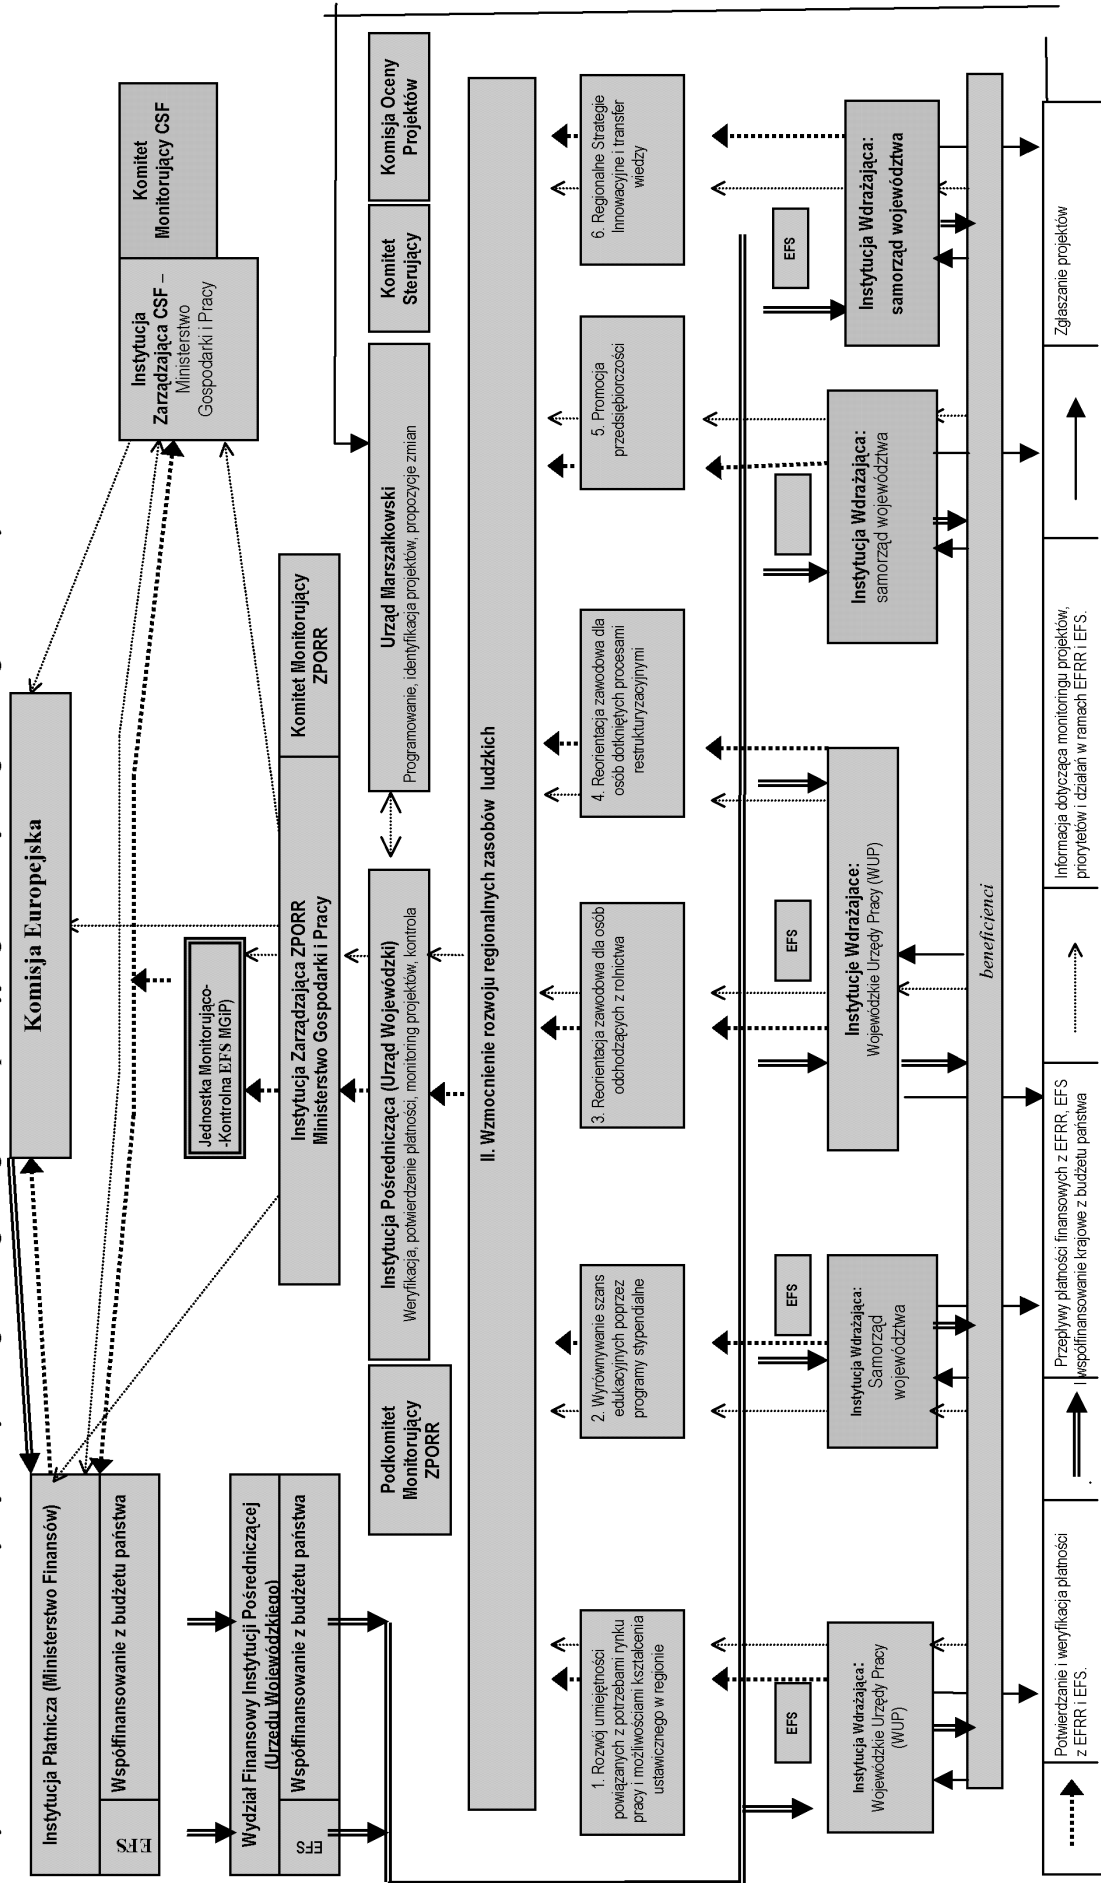 Komisja Europejska
Instytucja Płatnicza (Ministerstwo Finansów)
EFS
Współfinansowanie z budżetu państwa
Instytucja
Zarządzająca CSF –
Ministerstwo
Gospodarki i Pracy
Komitet
Monitorujący CSF
Wydział Finansowy Instytucji Pośredniczącej
(Urzędu Wojewódzkiego)
EFS
Współfinansowanie z budżetu państwa
Jednostka Monitorująco-
-Kontrolna EFS MGiP)
Instytucja Zarządzająca ZPORR
Ministerstwo Gospodarki i Pracy
Komitet Monitorujący
ZPORR
Podkomitet
Monitorujący
ZPORR
Instytucja Pośrednicząca (Urząd Wojewódzki)
Weryfikacja, potwierdzenie płatności, monitoring projektów, kontrola
Urząd Marszałkowski
Programowanie, identyfikacja projektów, propozycje zmian
Komitet
Sterujący
Komisja Oceny
Projektów
II. Wzmocnienie rozwoju regionalnych zasobów ludzkich
1. Rozwój umiejętności
powiązanych z potrzebami rynku
pracy i możliwościami kształcenia
ustawicznego w regionie
2. Wyrównywanie szans
edukacyjnych poprzez
programy stypendialne
3. Reorientacja zawodowa dla osób
odchodzących z rolnictwa
4. Reorientacja zawodowa dla
osób dotkniętych procesami
restrukturyzacyjnymi
5. Promocja
przedsiębiorczości
6. Regionalne Strategie
Innowacyjne i transfer
wiedzy
EFS
EFS
EFS
EFS
Instytucja Wdrażająca:
Wojewódzkie Urzędy Pracy
(WUP)
Instytucja Wdrażająca:
Samorząd
województwa
Instytucje Wdrażające:
Wojewódzkie Urzędy Pracy (WUP)
Instytucja Wdrażająca:
samorząd województwa
Instytucja Wdrażająca:
samorząd województwa
beneficjenci
Potwierdzanie i weryfikacja płatności
z EFRR i EFS.
Przepływy płatności finansowych z EFRR, EFS
i współfinansowanie krajowe z budżetu państwa
Informacja dotycząca monitoringu projektów,
priorytetów i działań w ramach EFRR i EFS.
Zgłaszanie projektów